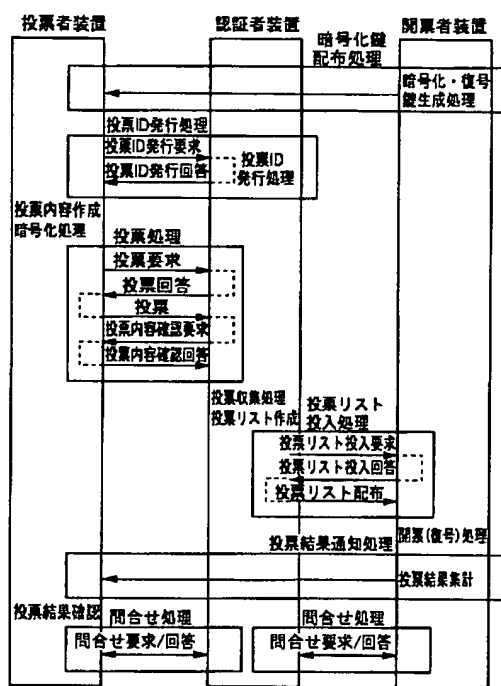 投票者装置
認証者装置
開票者装置
暗号化鍵
配布処理
暗号化・復号
鍵生成処理
投票ID発行処理
投票ID発行要求
投票ID発行回答
投票ID
発行処理
投票内容作成
暗号化処理
投票処理
投票要求
投票回答
投票
投票内容確認要求
投票内容確認回答
投票収集処理
投票リスト作成
投票リスト
投入処理
投票リスト投入要求
投票リスト投入回答
投票リスト配布
開票(復号)処理
投票結果通知処理
投票結果集計
投票結果確認
問合せ処理
問合せ要求/回答
問合せ処理
問合せ要求/回答